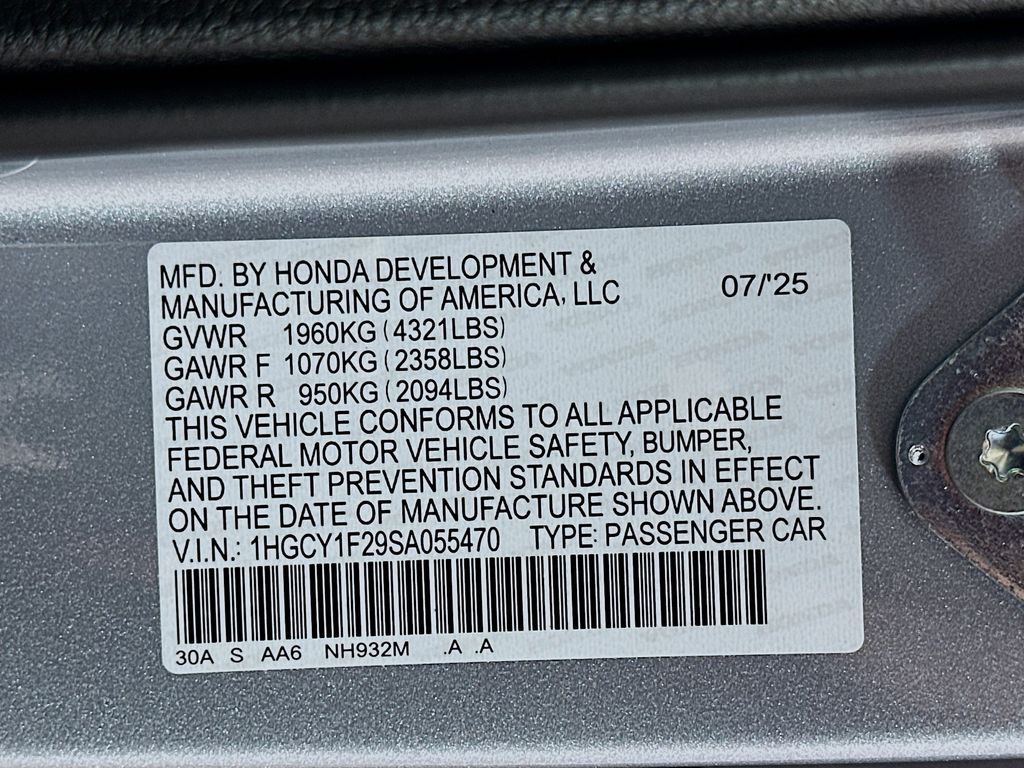 MFD. BY HONDA DEVELOPMENT &
MANUFACTURING OF AMERICA, LLC
07/'25
GVWR 1960KG (4321LBS)
GAWR F 1070KG (2358LBS)
GAWR R 950KG (2094LBS)
THIS VEHICLE CONFORMS TO ALL APPLICABLE
FEDERAL MOTOR VEHICLE SAFETY, BUMPER,
AND THEFT PREVENTION STANDARDS IN EFFECT
ON THE DATE OF MANUFACTURE SHOWN ABOVE.
V.I.N.: 1HGCY1F29SA055470 TYPE: PASSENGER CAR
30A S AA6 NH932M .A .A